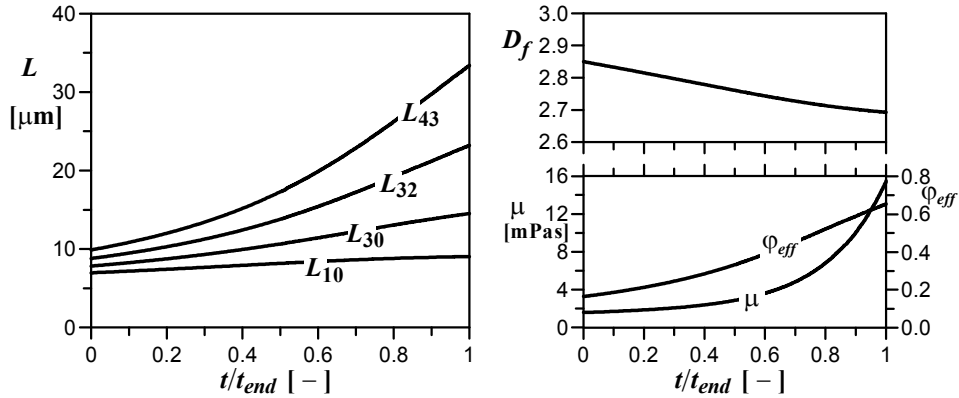 40
L
30
[μm]
20
10
0
L43
L32
L30
L10
0 0.2 0.4 0.6 0.8 1
t/tend [ – ]
3.0
Df
2.9
2.8
2.7
2.6
16
μ
12
[mPas]
8
4
0
0.8
φeff
0.6
0.4
0.2
0.0
φeff
μ
0 0.2 0.4 0.6 0.8 1
t/tend [ – ]